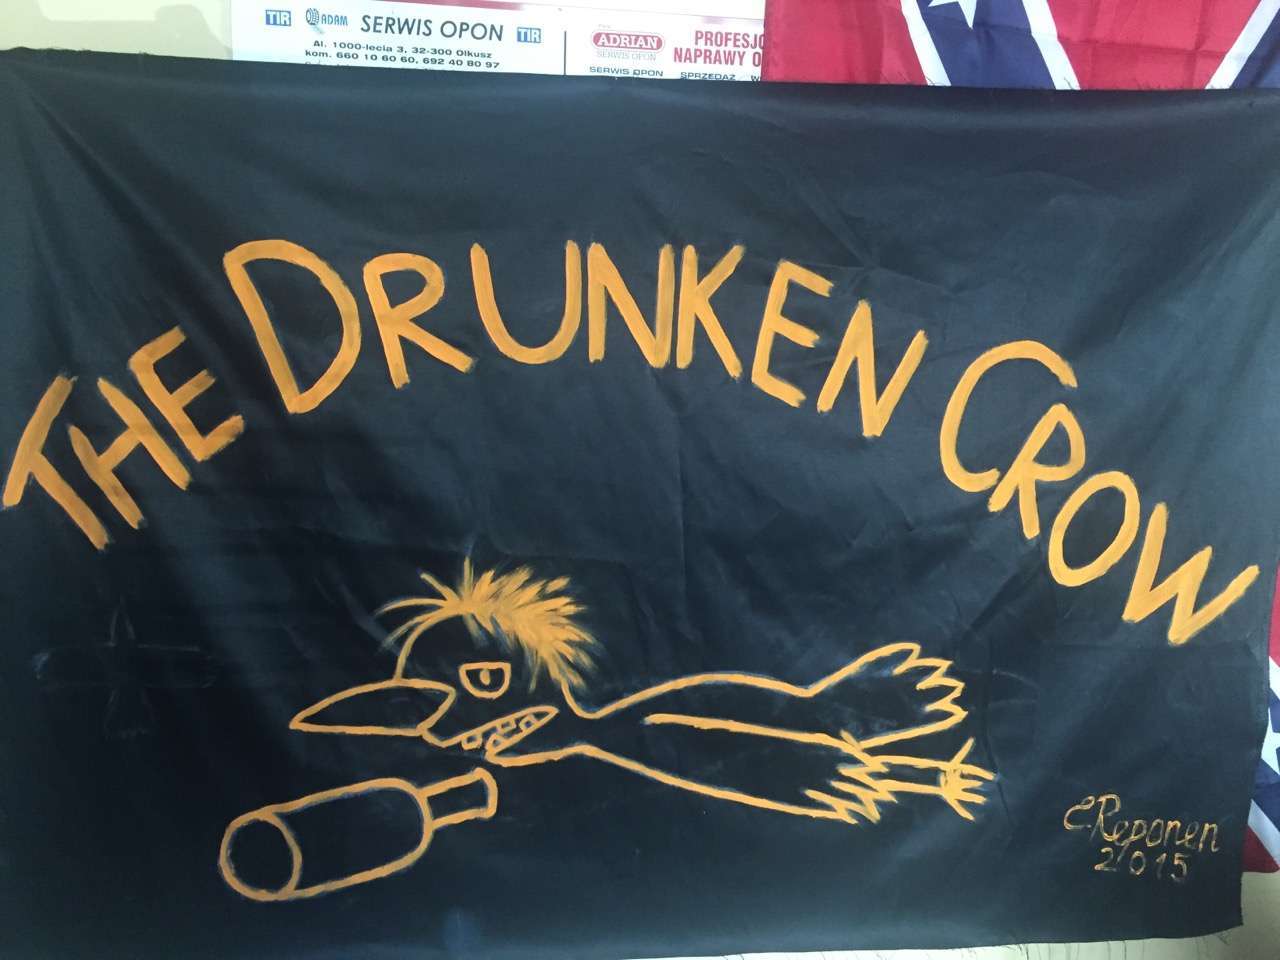 TIR ADAM SERWIS OPON TIR
Al. 1000-lecia 3, 32-300 Olkusz
kom. 660 10 60 60, 692 40 80 97
ADRIAN
SERWIS OPON
PROFESJO
NAPRAWY O
SERWIS OPON SPRZEDAŻ
THE DRUNKEN CROW
E.Reponen
2015